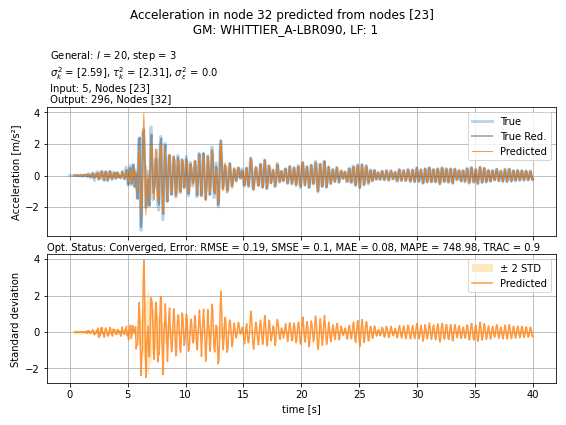 Acceleration in node 32 predicted from nodes [23]
GM: WHITTIER_A-LBR090, LF: 1
General: l = 20, step = 3
σ²ₖ = [2.59], τ²ₖ = [2.31], σ²ε = 0.0
Input: 5, Nodes [23]
Output: 296, Nodes [32]
Acceleration [m/s²]
4
2
0
−2
True
True Red.
Predicted
Opt. Status: Converged, Error: RMSE = 0.19, SMSE = 0.1, MAE = 0.08, MAPE = 748.98, TRAC = 0.9
Standard deviation
4
2
0
−2
± 2 STD
Predicted
0 5 10 15 20 25 30 35 40
time [s]